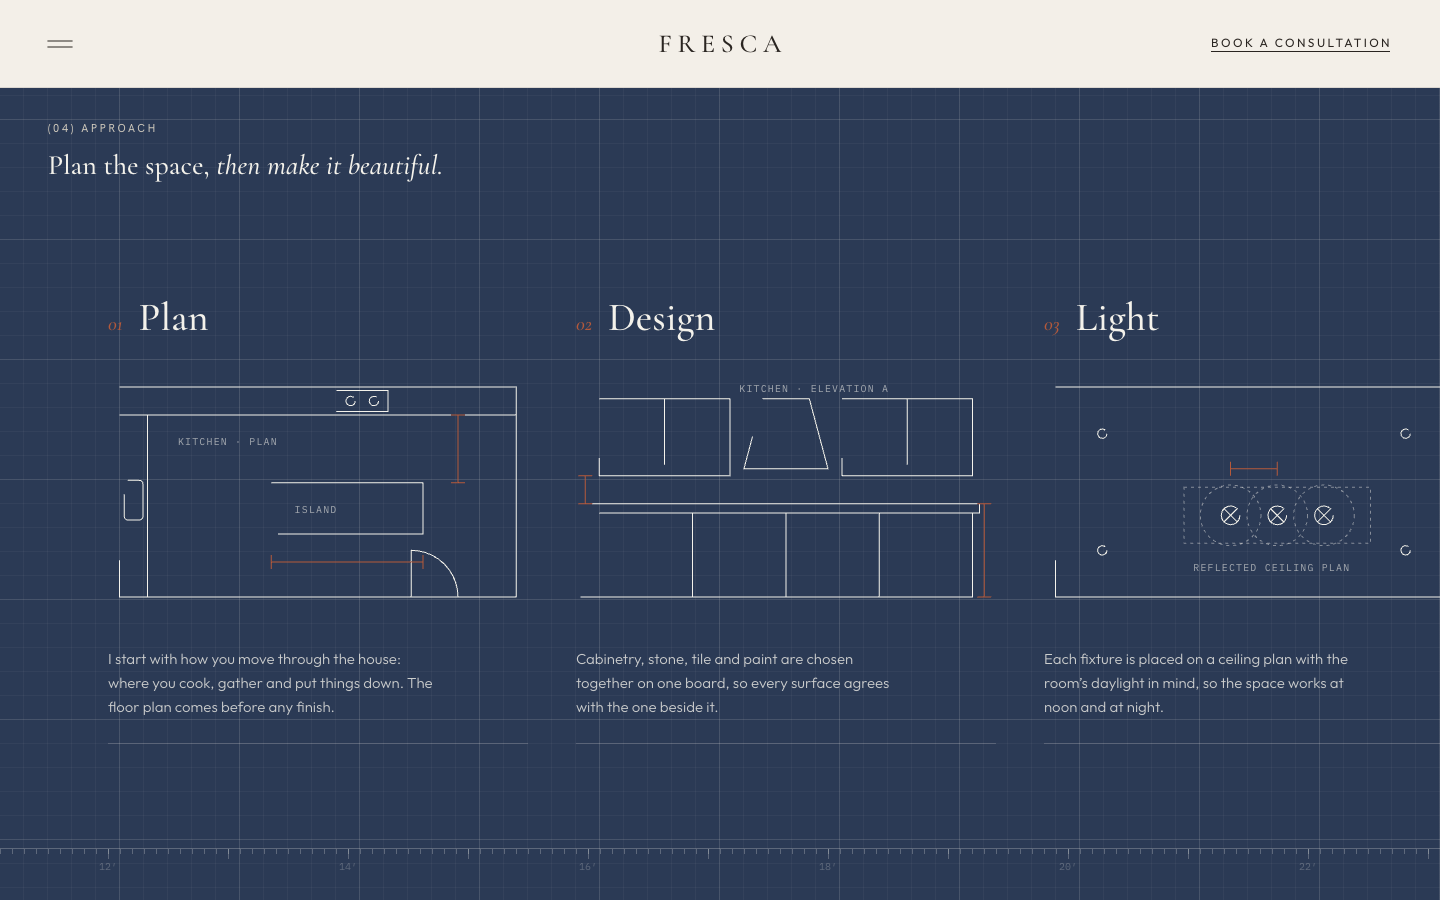 FRESCA
BOOK A CONSULTATION
(04) APPROACH
Plan the space, then make it beautiful.
01 Plan
KITCHEN · PLAN
ISLAND
I start with how you move through the house:
where you cook, gather and put things down. The
floor plan comes before any finish.
02 Design
KITCHEN · ELEVATION A
Cabinetry, stone, tile and paint are chosen
together on one board, so every surface agrees
with the one beside it.
03 Light
REFLECTED CEILING PLAN
Each fixture is placed on a ceiling plan with the
room’s daylight in mind, so the space works at
noon and at night.
12′ 14′ 16′ 18′ 20′ 22′